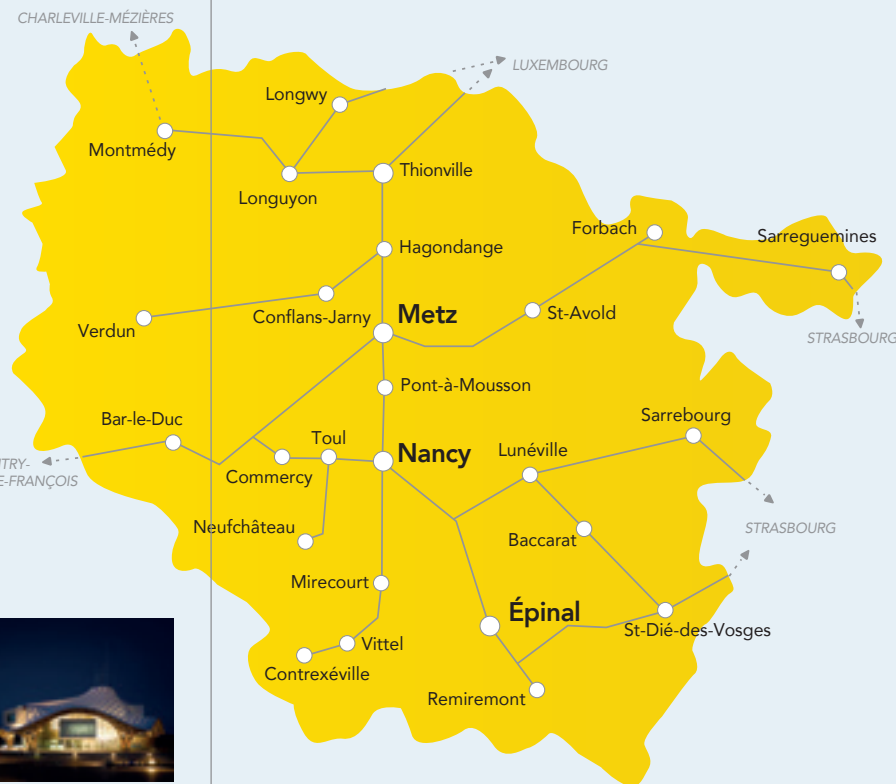 CHARLEVILLE-MÉZIÈRES
LUXEMBOURG
Longwy
Montmédy
Thionville
Longuyon
Forbach
Sarreguemines
Hagondange
Metz
St-Avold
Conflans-Jarny
Verdun
STRASBOURG
Pont-à-Mousson
Bar-le-Duc
Sarrebourg
Toul
Nancy
Lunéville
TRY-
E-FRANÇOIS
Commercy
Neufchâteau
STRASBOURG
Baccarat
Mirecourt
Épinal
St-Dié-des-Vosges
Vittel
Contrexéville
Remiremont